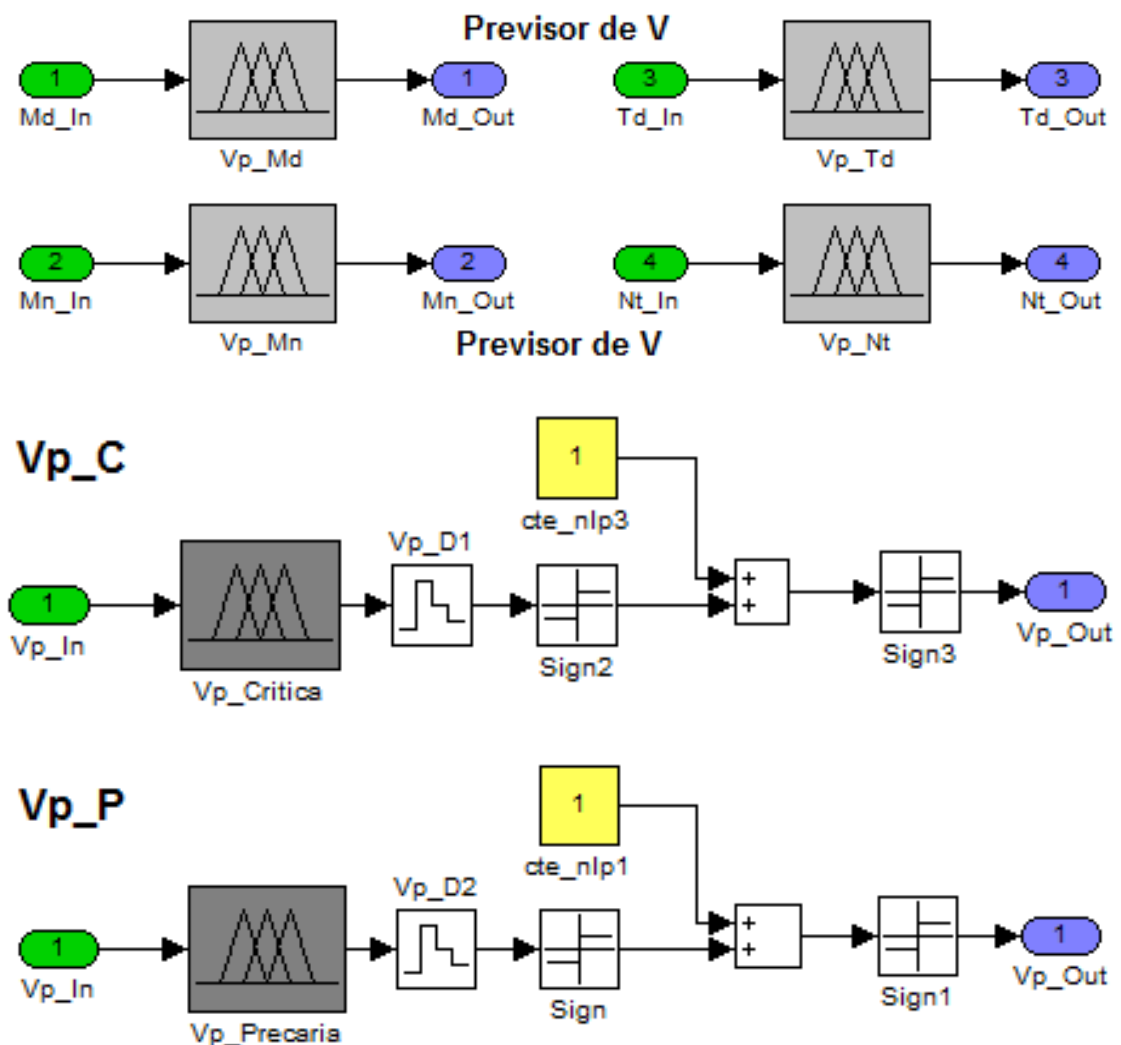 Previsor de V
1 1 3 3
Md_In Md_Out Td_In Td_Out
Vp_Md Vp_Td
2 2 4 4
Mn_In Mn_Out Nt_In Nt_Out
Vp_Mn Vp_Nt
Previsor de V
Vp_C
1
cte_nlp3
Vp_D1
+
+
1
1
Vp_In
Vp_Out
Sign2
Sign3
Vp_Critica
Vp_P
1
cte_nlp1
Vp_D2
+
+
1
1
Vp_In
Vp_Out
Sign
Sign1
Vp_Precaria